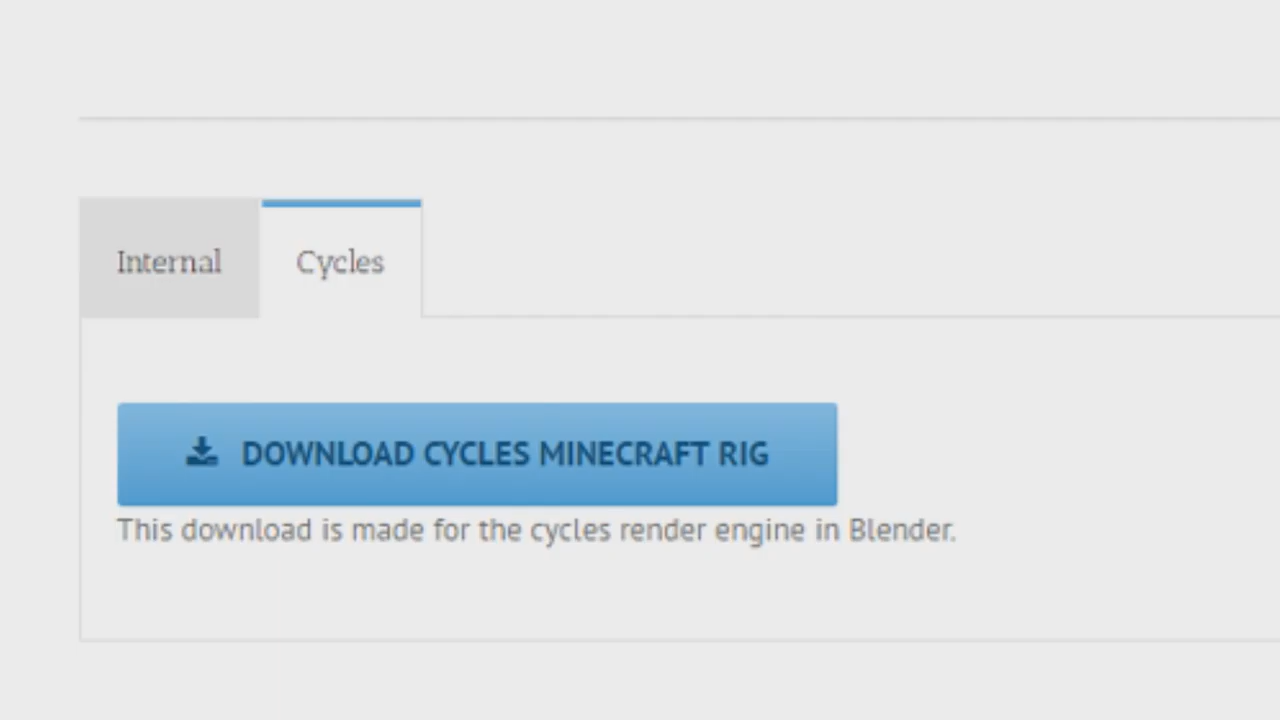 Internal
Cycles
DOWNLOAD CYCLES MINECRAFT RIG
This download is made for the cycles render engine in Blender.